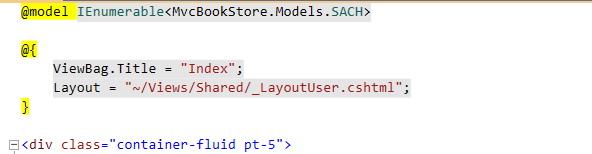 @model IEnumerable<MvcBookStore.Models.SACH>
@{
ViewBag.Title = "Index";
Layout = "~/Views/Shared/_LayoutUser.cshtml";
}
<div class="container-fluid pt-5">